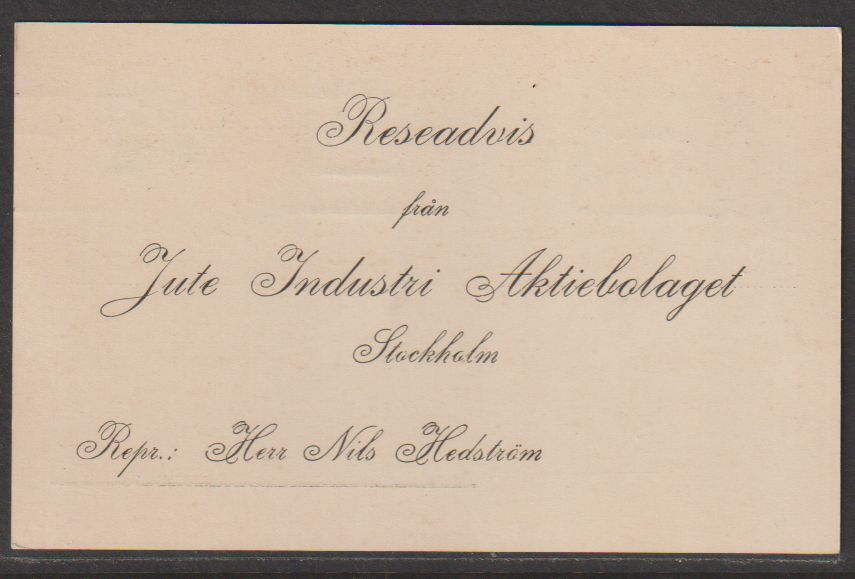 Reseadvis
från
Jute Industri Aktiebolaget
Stockholm
Repr.: Herr Nils Hedström